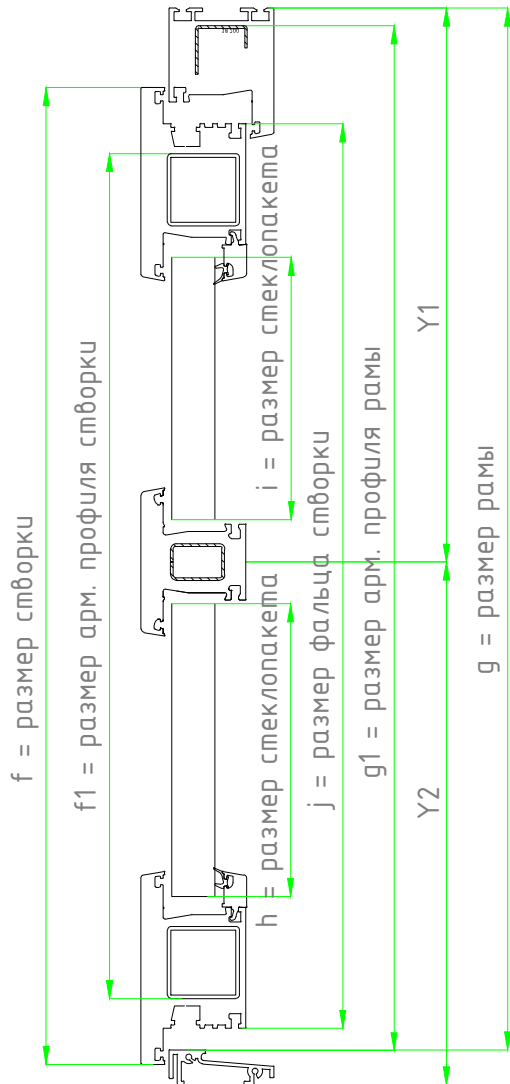 f = размер створки
f1 = размер арм. профиля створки
h = размер стеклопакета
i = размер стеклопакета
j = размер фальца створки
g1 = размер арм. профиля рамы
Y1
Y2
g = размер рамы